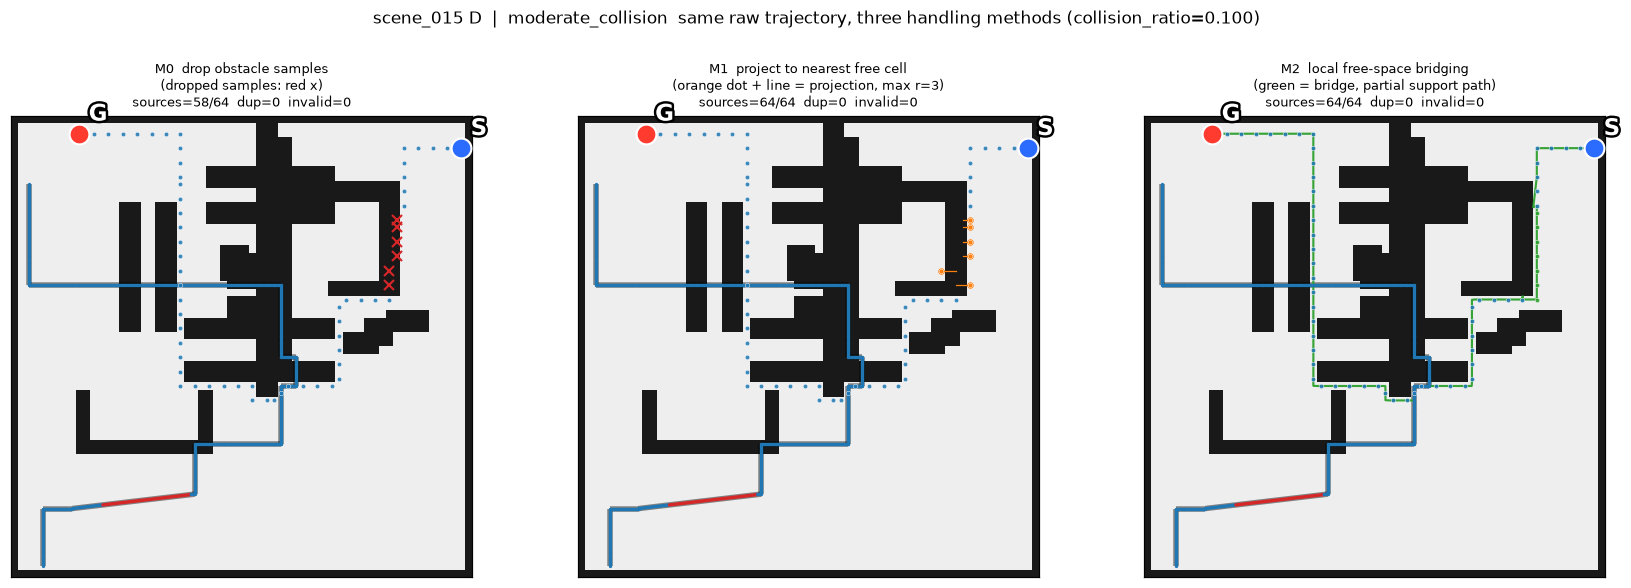 scene_015 D | moderate_collision same raw trajectory, three handling methods (collision_ratio=0.100)
M0 drop obstacle samples
(dropped samples: red x)
sources=58/64 dup=0 invalid=0
M1 project to nearest free cell
(orange dot + line = projection, max r=3)
sources=64/64 dup=0 invalid=0
M2 local free-space bridging
(green = bridge, partial support path)
sources=64/64 dup=0 invalid=0
G
S
G
S
G
S